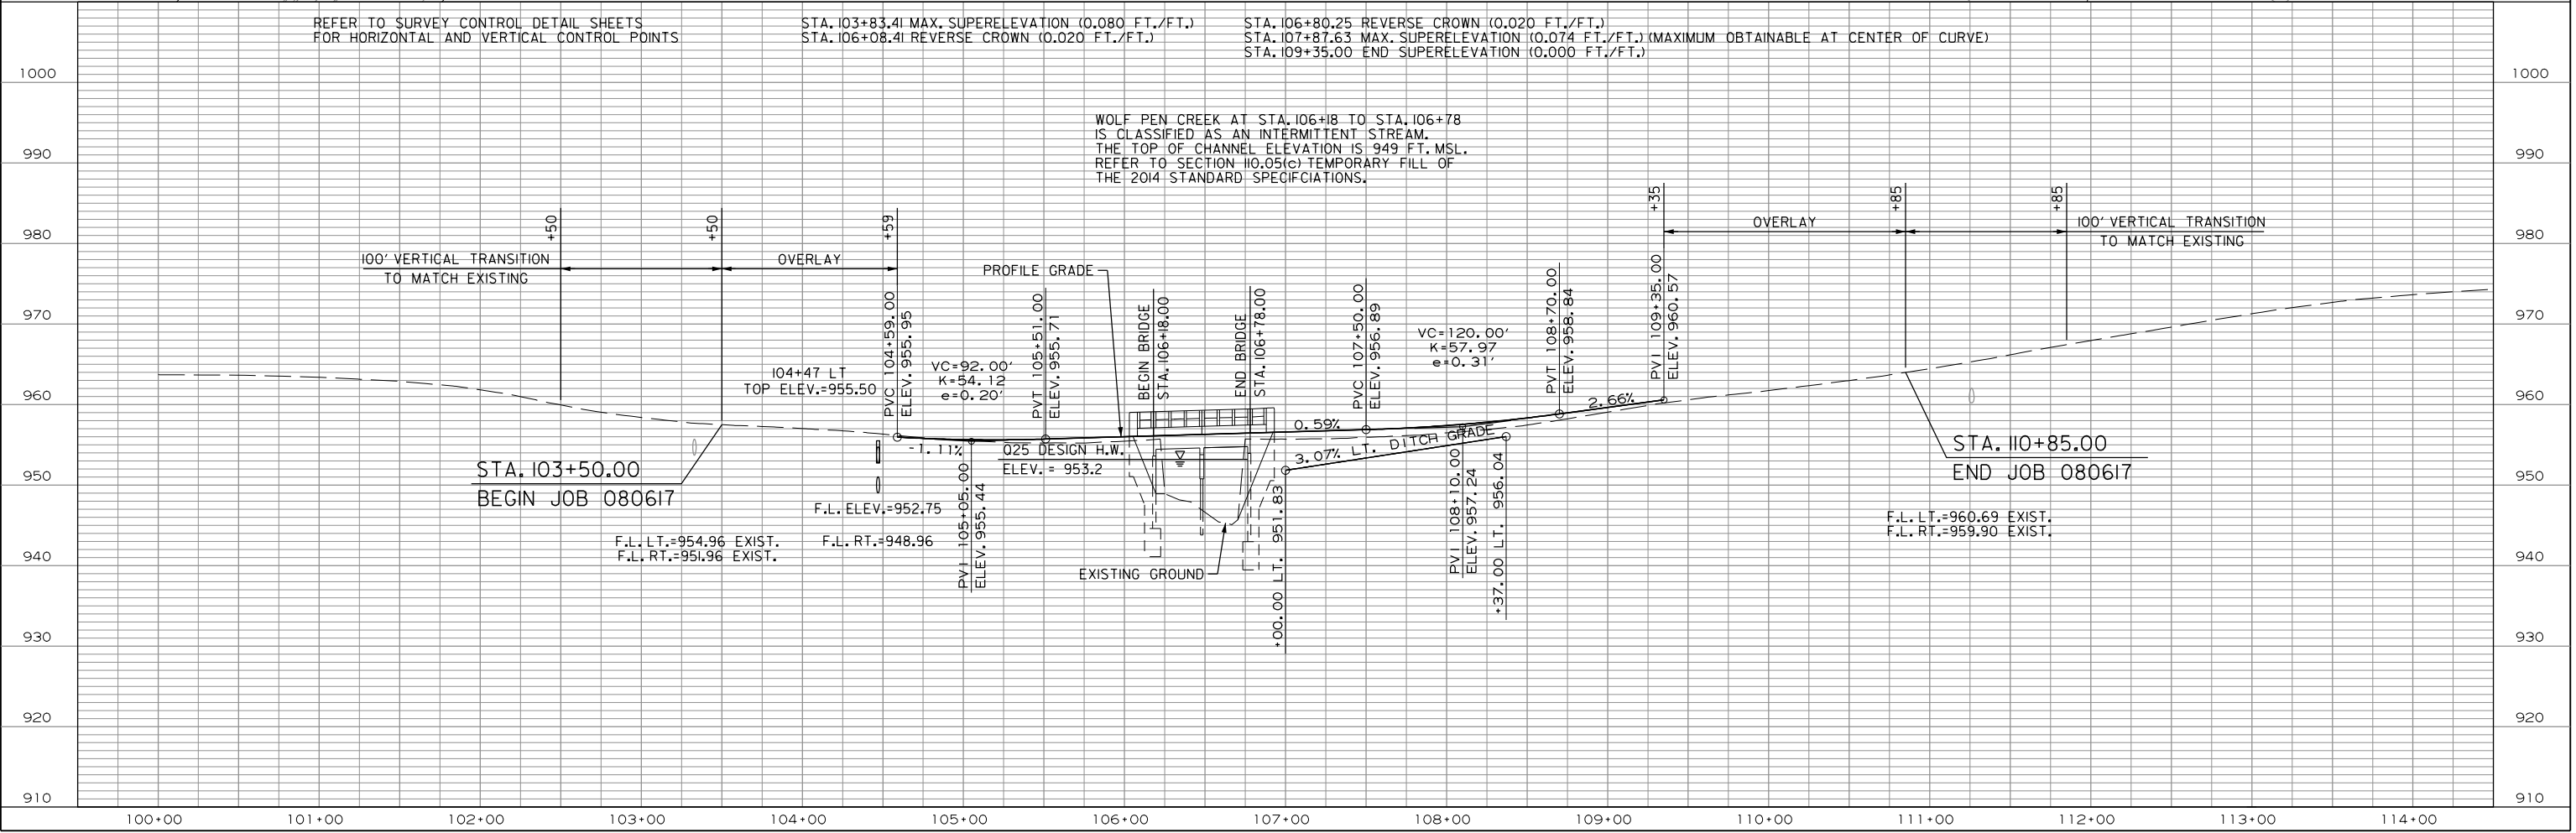 REFER TO SURVEY CONTROL DETAIL SHEETS
FOR HORIZONTAL AND VERTICAL CONTROL POINTS
STA. 103+83.41 MAX. SUPERELEVATION (0.080 FT./FT.)
STA. 106+08.41 REVERSE CROWN (0.020 FT./FT.)
STA. 106+80.25 REVERSE CROWN (0.020 FT./FT.)
STA. 107+87.63 MAX. SUPERELEVATION (0.074 FT./FT.) (MAXIMUM OBTAINABLE AT CENTER OF CURVE)
STA. 109+35.00 END SUPERELEVATION (0.000 FT./FT.)
WOLF PEN CREEK AT STA. 106+18 TO STA. 106+78
IS CLASSIFIED AS AN INTERMITTENT STREAM.
THE TOP OF CHANNEL ELEVATION IS 949 FT. MSL.
REFER TO SECTION 110.05(c) TEMPORARY FILL OF
THE 2014 STANDARD SPECIFCIATIONS.
1000
990
980
970
960
950
940
930
920
910
1000
990
980
970
960
950
940
930
920
910
+50
+50
+59
+35
+85
+85
100' VERTICAL TRANSITION
TO MATCH EXISTING
OVERLAY
OVERLAY
100' VERTICAL TRANSITION
TO MATCH EXISTING
PROFILE GRADE
104+47 LT
TOP ELEV.=955.50
PVC 104+59.00
ELEV. 955.95
VC=92.00'
K=54.12
e=0.20'
PVT 105+51.00
ELEV. 955.71
BEGIN BRIDGE
STA. 106+18.00
END BRIDGE
STA. 106+78.00
PVC 107+50.00
ELEV. 956.89
VC=120.00'
K=57.97
e=0.31'
PVT 108+70.00
ELEV. 958.84
PVI 109+35.00
ELEV. 960.57
-1.11%
0.59%
2.66%
3.07% LT. DITCH GRADE
Q25 DESIGN H.W.
ELEV. = 953.2
STA. 103+50.00
BEGIN JOB 080617
STA. 110+85.00
END JOB 080617
F.L. ELEV.=952.75
F.L. RT.=948.96
F.L. LT.=954.96 EXIST.
F.L. RT.=951.96 EXIST.
PVI 105+05.00
ELEV. 955.44
EXISTING GROUND
+00.00 LT. 951.83
PVI 108+10.00
ELEV. 957.24
+37.00 LT. 956.04
F.L. LT.=960.69 EXIST.
F.L. RT.=959.90 EXIST.
100+00 101+00 102+00 103+00 104+00 105+00 106+00 107+00 108+00 109+00 110+00 111+00 112+00 113+00 114+00